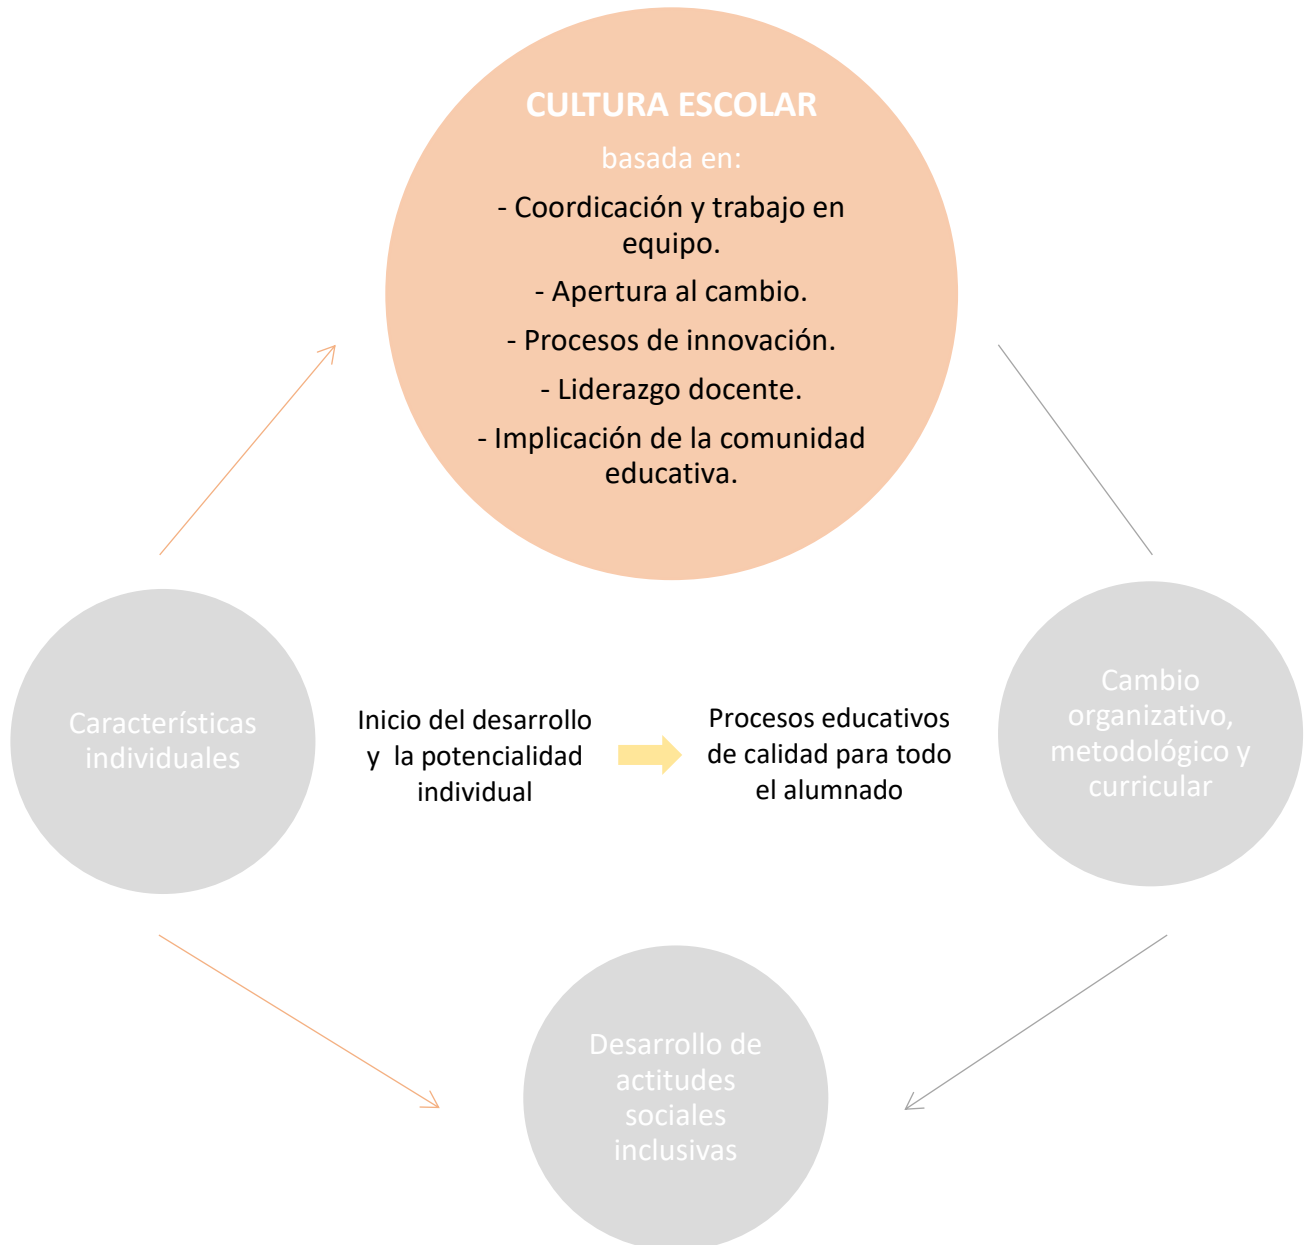 CULTURA ESCOLAR
basada en:
- Coordicación y trabajo en
equipo.
- Apertura al cambio.
- Procesos de innovación.
- Liderazgo docente.
- Implicación de la comunidad
educativa.
Características
individuales
Inicio del desarrollo
y la potencialidad
individual
Procesos educativos
de calidad para todo
el alumnado
Cambio
organizativo,
metodológico y
curricular
Desarrollo de
actitudes
sociales
inclusivas